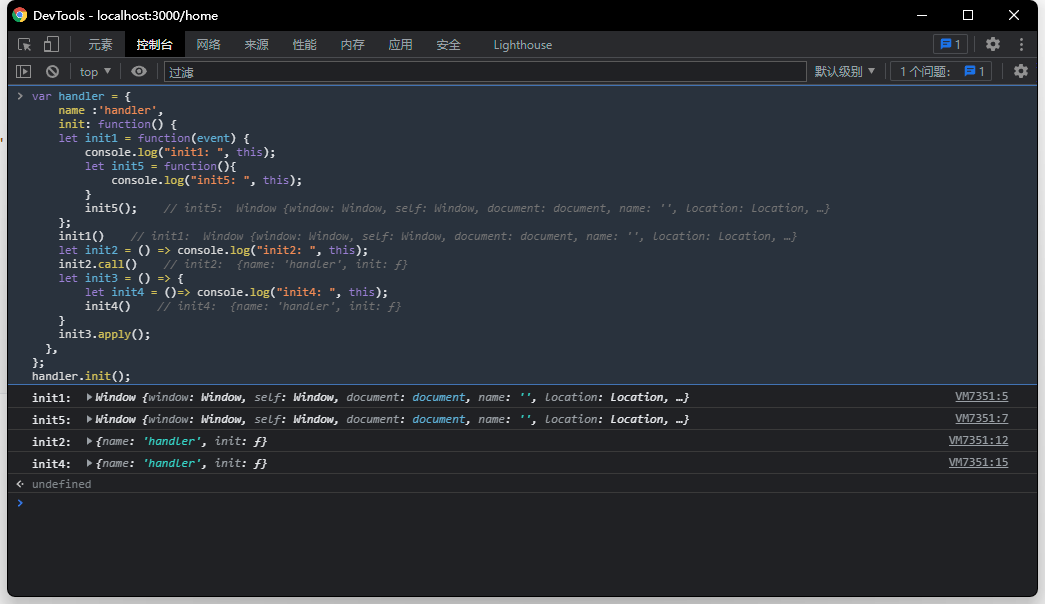 DevTools - localhost:3000/home
元素 控制台 网络 来源 性能 内存 应用 安全 Lighthouse 1
top 过滤 默认级别 1 个问题: 1
var handler = {
    name :'handler',
    init: function() {
    let init1 = function(event) {
        console.log("init1: ", this);
        let init5 = function(){
            console.log("init5: ", this);
        }
        init5();    // init5:  Window {window: Window, self: Window, document: document, name: '', location: Location, …}
    };
    init1()    // init1:  Window {window: Window, self: Window, document: document, name: '', location: Location, …}
    let init2 = () => console.log("init2: ", this);
    init2.call()    // init2:  {name: 'handler', init: ƒ}
    let init3 = () => {
        let init4 = ()=> console.log("init4: ", this);
        init4()    // init4:  {name: 'handler', init: ƒ}
    }
    init3.apply();
  },
};
handler.init();
init1:  Window {window: Window, self: Window, document: document, name: '', location: Location, …} VM7351:5
init5:  Window {window: Window, self: Window, document: document, name: '', location: Location, …} VM7351:7
init2:  {name: 'handler', init: ƒ} VM7351:12
init4:  {name: 'handler', init: ƒ} VM7351:15
undefined